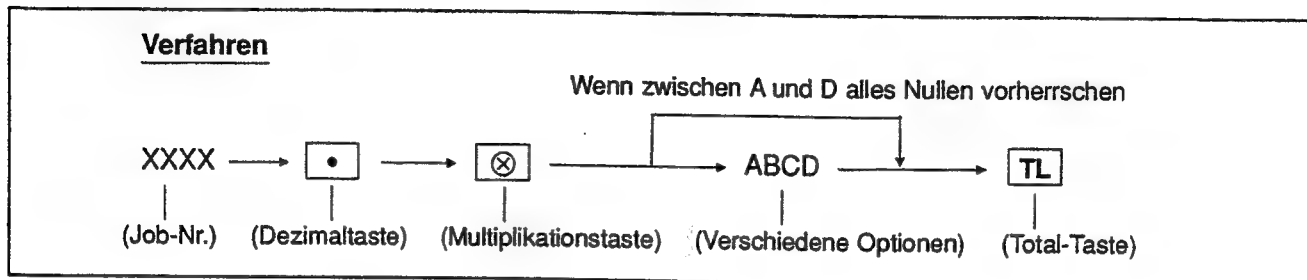 Verfahren
Wenn zwischen A und D alles Nullen vorherrschen
XXXX • ⊗ ABCD TL
(Job-Nr.) (Dezimaltaste) (Multiplikationstaste) (Verschiedene Optionen) (Total-Taste)